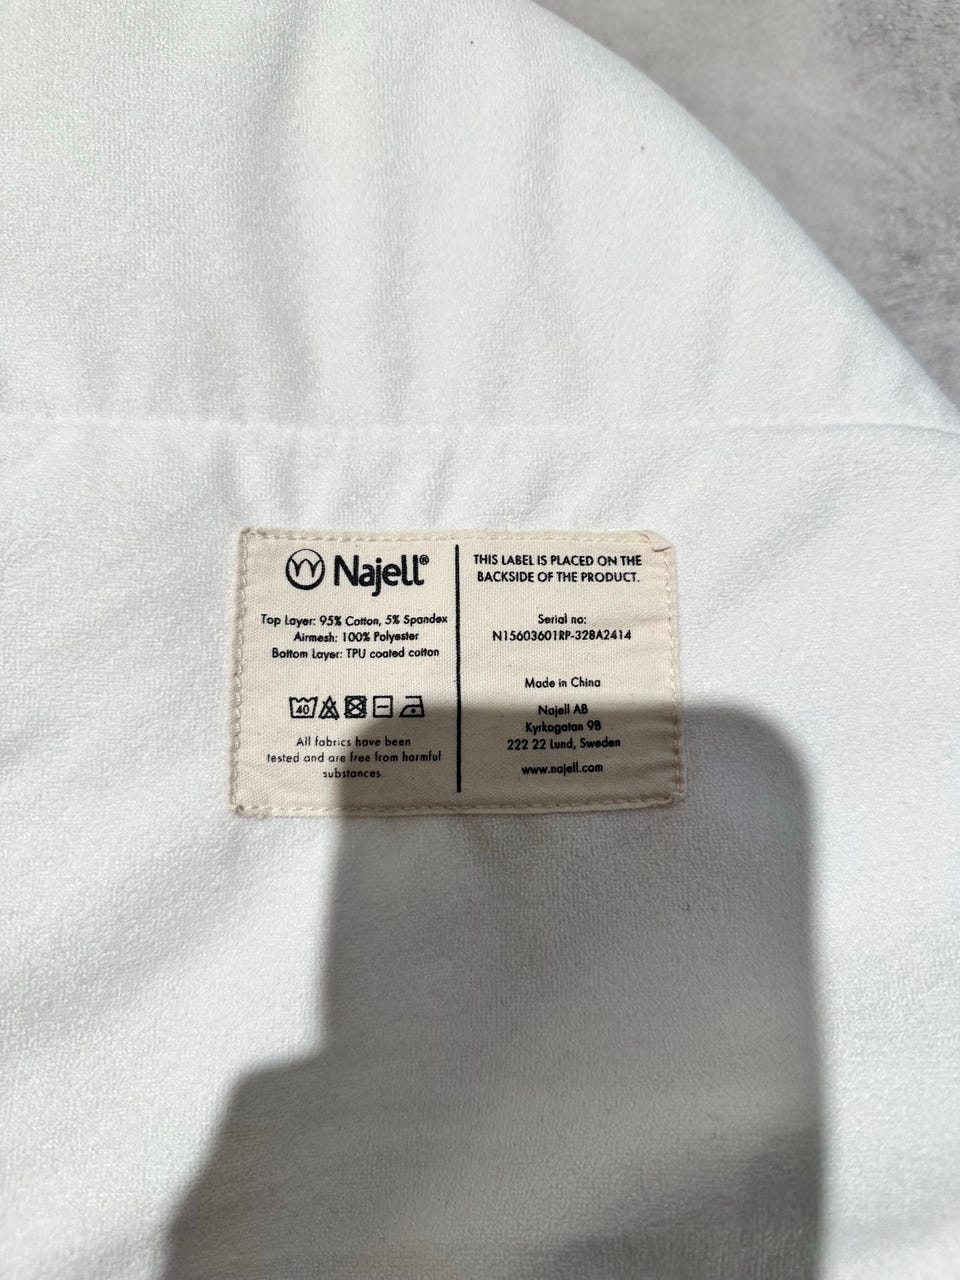 Najell®
Top Layer: 95% Cotton, 5% Spandex
Airmesh: 100% Polyester
Bottom Layer: TPU coated cotton
40
All fabrics have been
tested and are free from harmful
substances
THIS LABEL IS PLACED ON THE
BACKSIDE OF THE PRODUCT.
Serial no:
N15603601RP-328A2414
Made in China
Najell AB
Kyrkogatan 9B
222 22 Lund, Sweden
www.najell.com